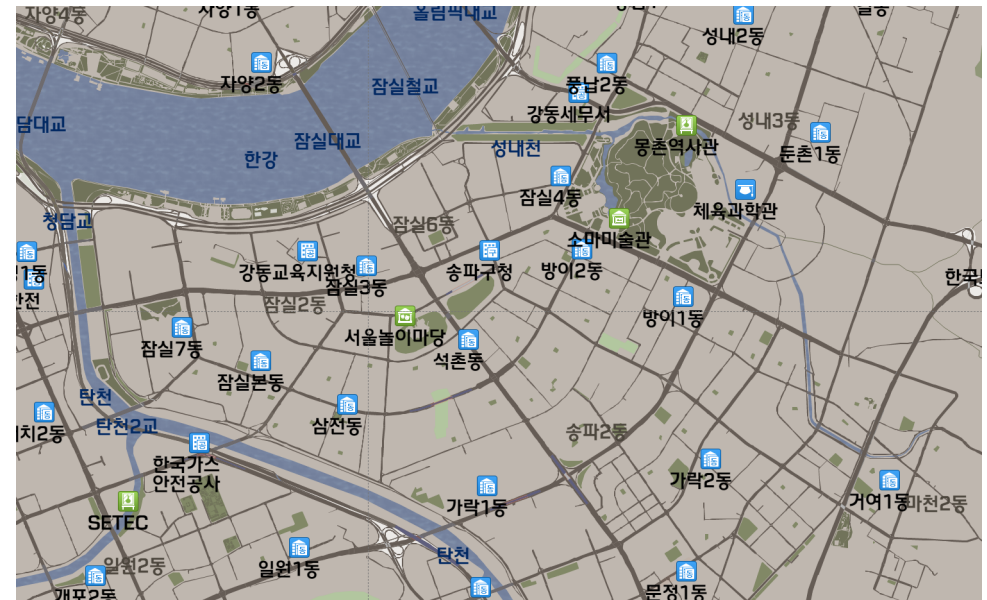 자양4동
자양1동
올림픽대교
성내2동
자양2동
풍납2동
잠실철교
강동세무서
담대교
잠실대교
성내3동
한강
성내천
몽촌역사관
둔촌1동
잠실4동
체육과학관
청담교
잠실6동
소마미술관
강동교육지원청
송파구청
방이2동
1동
잠실3동
한전
잠실2동
방이1동
서울놀이마당
잠실7동
석촌동
잠실본동
탄천
삼전동
탄천2교
치2동
송파2동
한국가스
안전공사
가락2동
가락1동
거여1동
마천2동
SETEC
탄천
일원2동
일원1동
개포2동
문정1동